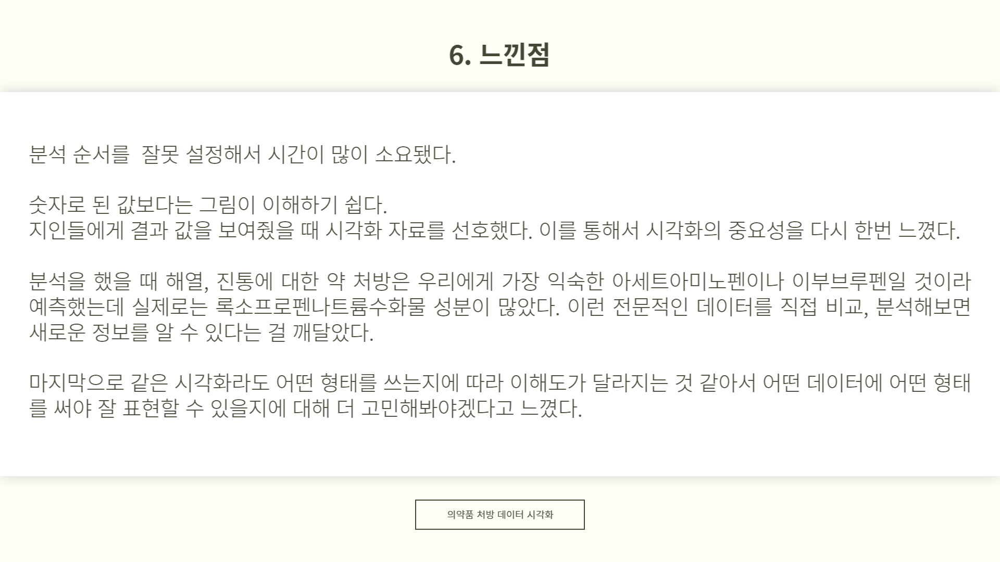 6. 느낀점
분석 순서를  잘못 설정해서 시간이 많이 소요됐다.
숫자로 된 값보다는 그림이 이해하기 쉽다.
지인들에게 결과 값을 보여줬을 때 시각화 자료를 선호했다. 이를 통해서 시각화의 중요성을 다시 한번 느꼈다.
분석을 했을 때 해열, 진통에 대한 약 처방은 우리에게 가장 익숙한 아세트아미노펜이나 이부브루펜일 것이라
예측했는데 실제로는 록소프로펜나트륨수화물 성분이 많았다. 이런 전문적인 데이터를 직접 비교, 분석해보면
새로운 정보를 알 수 있다는 걸 깨달았다.
마지막으로 같은 시각화라도 어떤 형태를 쓰는지에 따라 이해도가 달라지는 것 같아서 어떤 데이터에 어떤 형태
를 써야 잘 표현할 수 있을지에 대해 더 고민해봐야겠다고 느꼈다.
의약품 처방 데이터 시각화